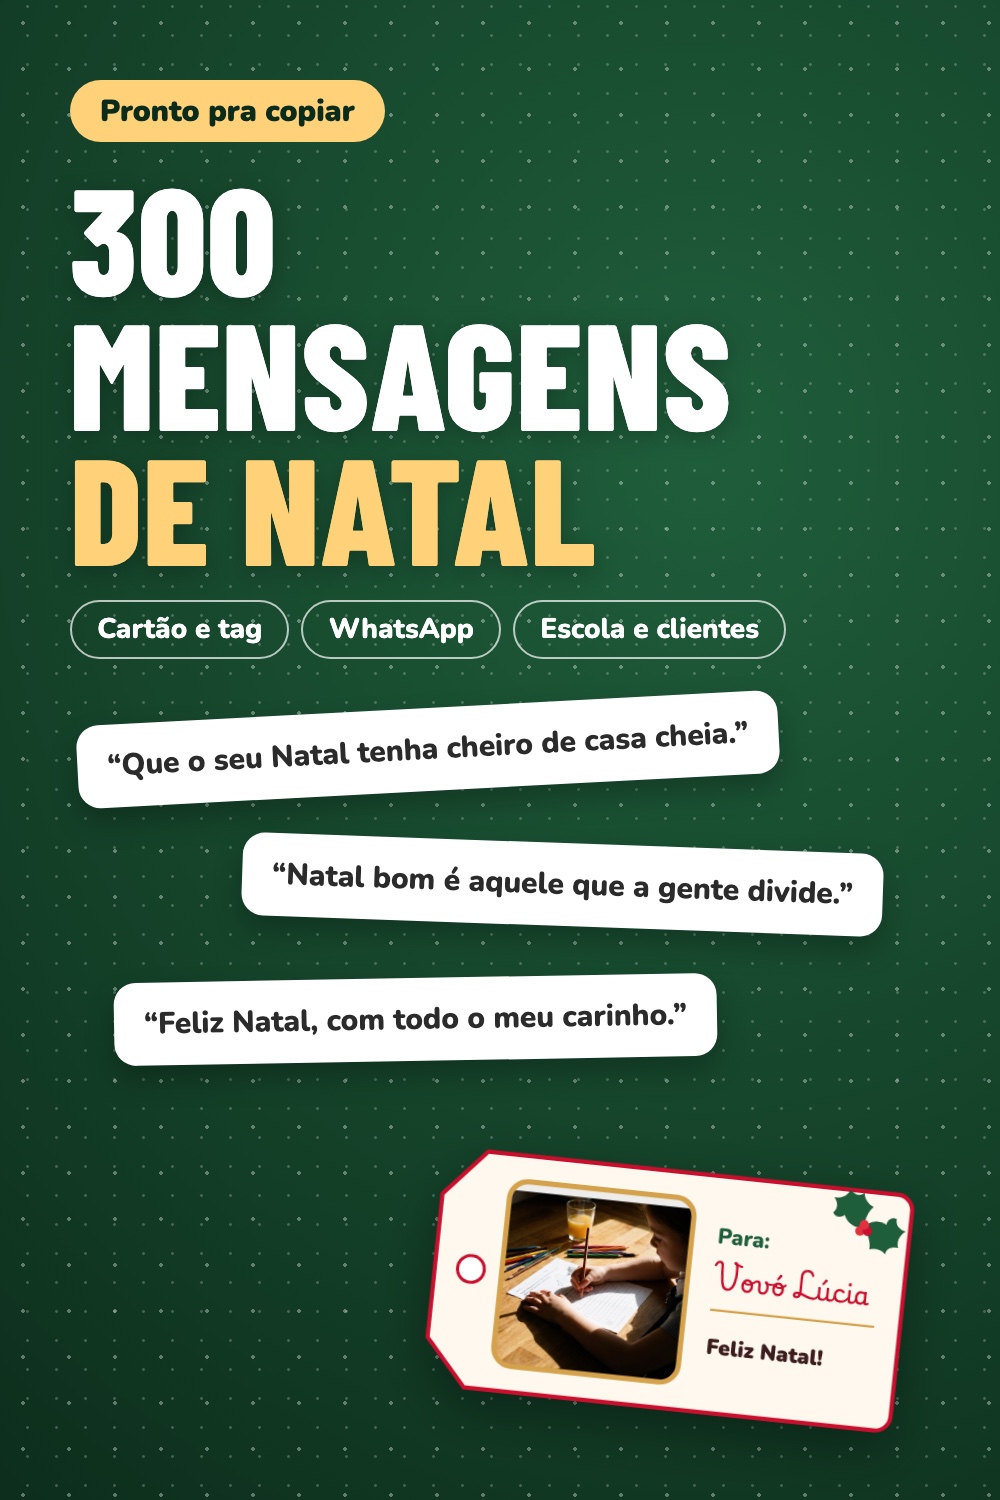 Pronto pra copiar
300
MENSAGENS
DE NATAL
Cartão e tag
WhatsApp
Escola e clientes
“Que o seu Natal tenha cheiro de casa cheia.”
“Natal bom é aquele que a gente divide.”
“Feliz Natal, com todo o meu carinho.”
Para:
Vovó Lúcia
Feliz Natal!